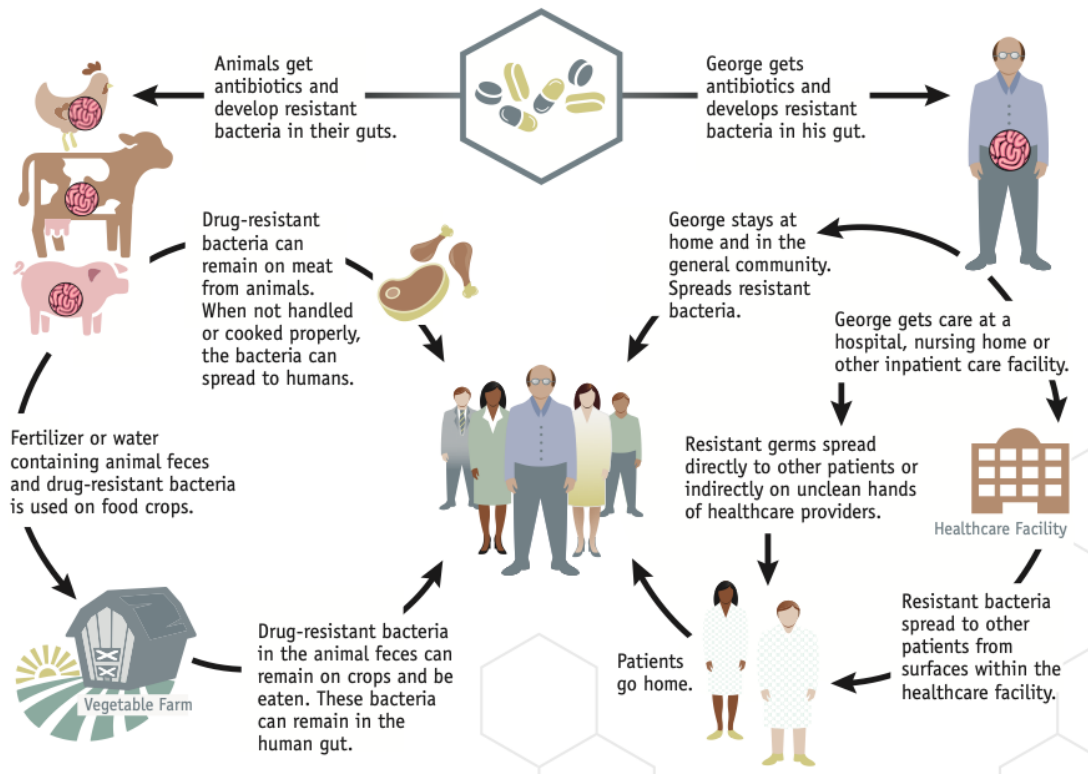 Animals get
antibiotics and
develop resistant
bacteria in their guts.
George gets
antibiotics and
develops resistant
bacteria in his gut.
Drug-resistant
bacteria can
remain on meat
from animals.
When not handled
or cooked properly,
the bacteria can
spread to humans.
George stays at
home and in the
general community.
Spreads resistant
bacteria.
George gets care at a
hospital, nursing home or
other inpatient care facility.
Fertilizer or water
containing animal feces
and drug-resistant bacteria
is used on food crops.
Resistant germs spread
directly to other patients or
indirectly on unclean hands
of healthcare providers.
Healthcare Facility
Vegetable Farm
Drug-resistant bacteria
in the animal feces can
remain on crops and be
eaten. These bacteria
can remain in the
human gut.
Patients
go home.
Resistant bacteria
spread to other
patients from
surfaces within the
healthcare facility.